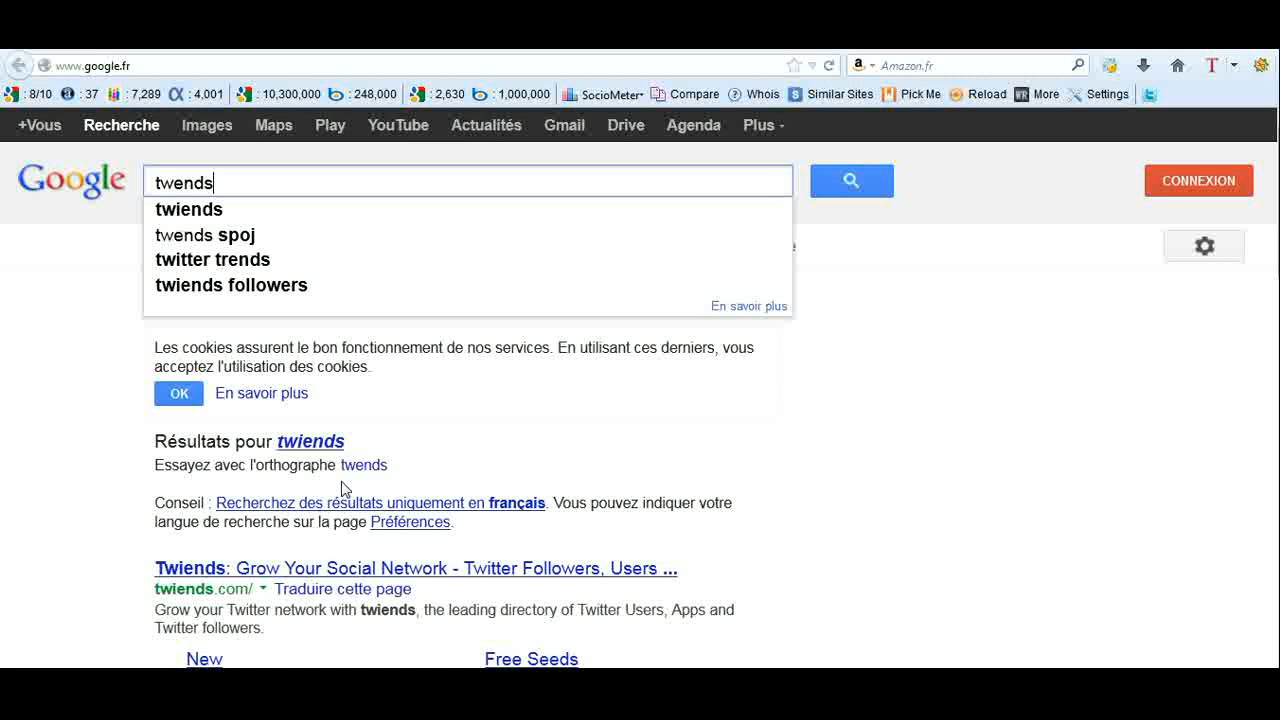 www.google.fr
a Amazon.fr
: 8/10 : 37 : 7,289 : 4,001 : 10,300,000 : 248,000 : 2,630 : 1,000,000 SocioMeter Compare ? Whois S Similar Sites Pick Me Reload WR More Settings
+Vous Recherche Images Maps Play YouTube Actualités Gmail Drive Agenda Plus
Google
twends
CONNEXION
twiends
twends spoj
twitter trends
twiends followers
En savoir plus
Les cookies assurent le bon fonctionnement de nos services. En utilisant ces derniers, vous
acceptez l'utilisation des cookies.
OK En savoir plus
Résultats pour twiends
Essayez avec l'orthographe twends
Conseil : Recherchez des résultats uniquement en français. Vous pouvez indiquer votre
langue de recherche sur la page Préférences.
Twiends: Grow Your Social Network - Twitter Followers, Users ...
twiends.com/ Traduire cette page
Grow your Twitter network with twiends, the leading directory of Twitter Users, Apps and
Twitter followers.
New Free Seeds